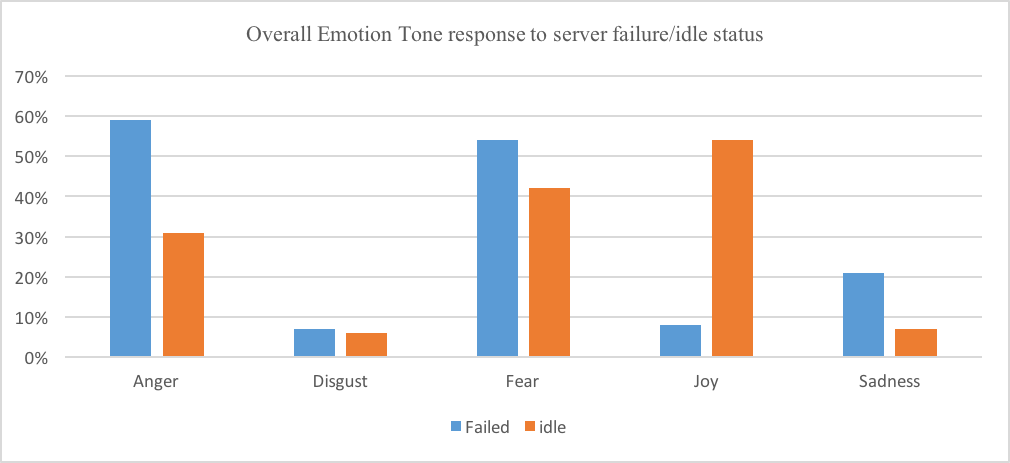 Overall Emotion Tone response to server failure/idle status
70%
60%
50%
40%
30%
20%
10%
0%
Anger Disgust Fear Joy Sadness
Failed idle